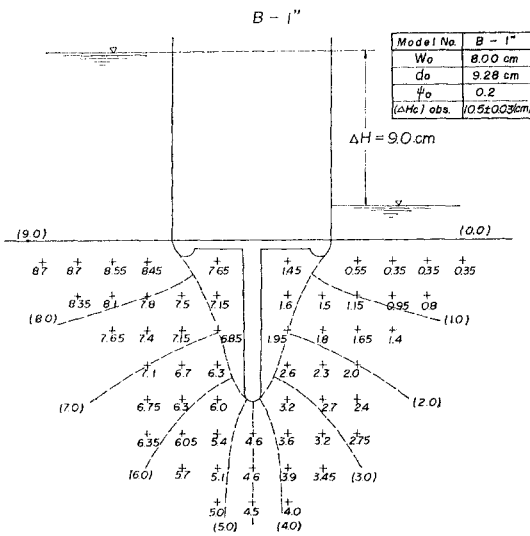 B - 1"
Model No. B - 1"
Wo 8.00 cm
do 9.28 cm
ψo 0.2
(ΔHc) obs. 10.5±0.03(cm)
ΔH = 9.0 cm
(9.0) (0.0)
8.7 8.7 8.55 8.45 7.65 1.45 0.55 0.35 0.35 0.35
8.35 8.1 7.8 7.5 7.15 1.6 1.5 1.15 0.95 0.8
(8.0) (1.0)
7.65 7.4 7.15 6.85 1.95 1.8 1.65 1.4
7.1 6.7 6.3 2.6 2.3 2.0
(7.0) (2.0)
6.75 6.3 6.0 3.2 2.7 2.4
6.35 6.05 5.4 4.6 3.6 3.2 2.75
(6.0) 5.7 5.1 4.6 3.9 3.45 (3.0)
5.0 4.5 4.0
(5.0) (4.0)